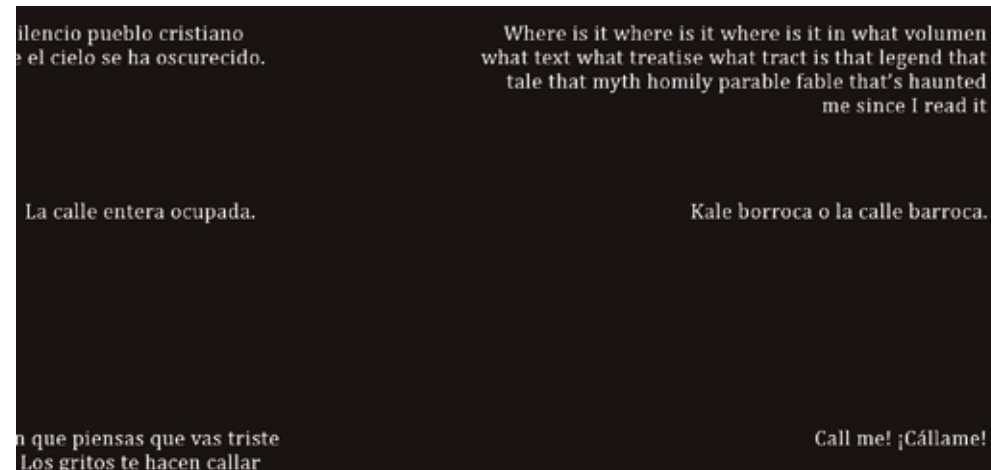 ilencio pueblo cristiano
e el cielo se ha oscurecido.
Where is it where is it where is it in what volumen
what text what treatise what tract is that legend that
tale that myth homily parable fable that's haunted
me since I read it
La calle entera ocupada.
Kale borroca o la calle barroca.
n que piensas que vas triste
Los gritos te hacen callar
Call me! ¡Cállame!